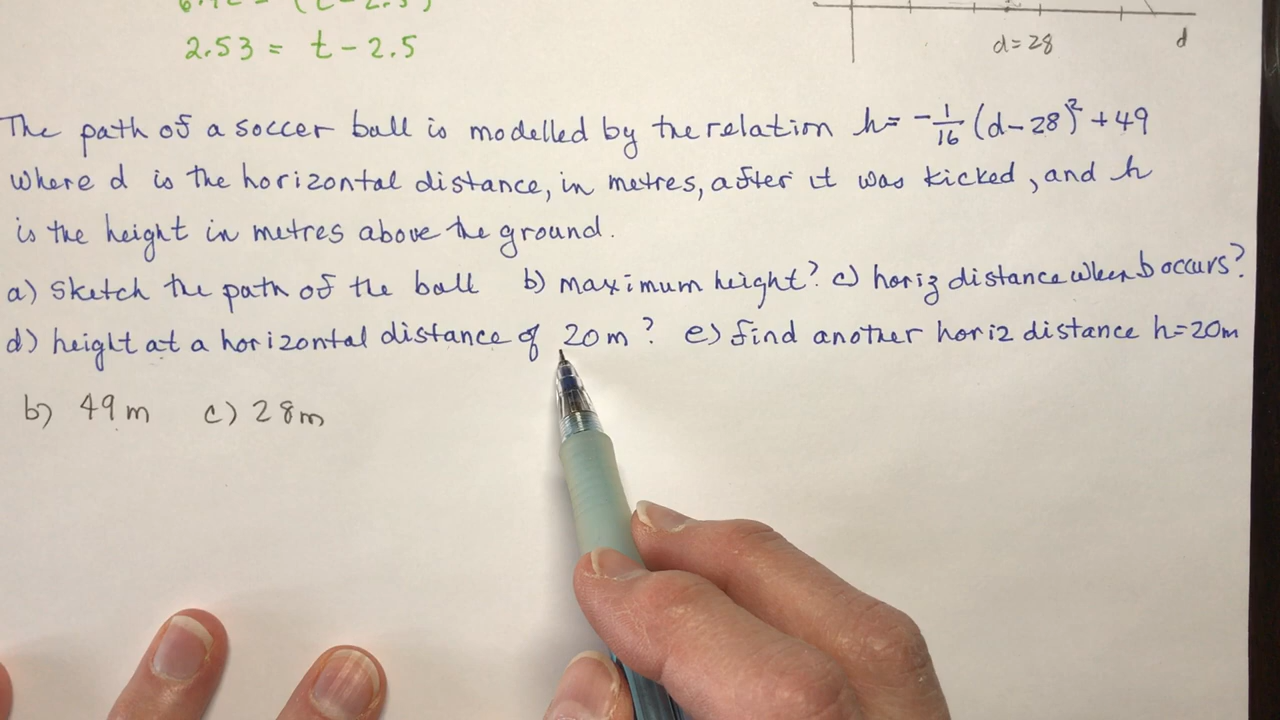 2.53 = t - 2.5
d=28
d
The path of a soccer ball is modelled by the relation h= -1/16 (d-28)² +49
where d is the horizontal distance, in metres, after it was kicked, and h
is the height in metres above the ground.
a) sketch the path of the ball b) maximum height? c) horiz distance when b occurs?
d) height at a horizontal distance of 20m? e) find another horiz distance h=20m
b) 49m c) 28m